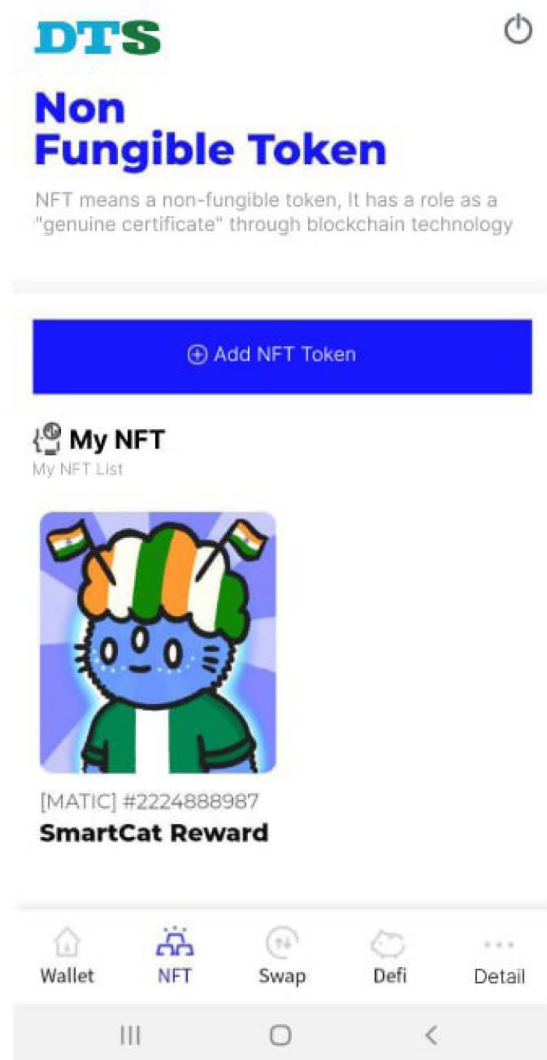 DTS
Non
Fungible Token
NFT means a non-fungible token, It has a role as a
"genuine certificate" through blockchain technology
Add NFT Token
My NFT
My NFT List
[MATIC] #2224888987
SmartCat Reward
Wallet
NFT
Swap
Defi
Detail